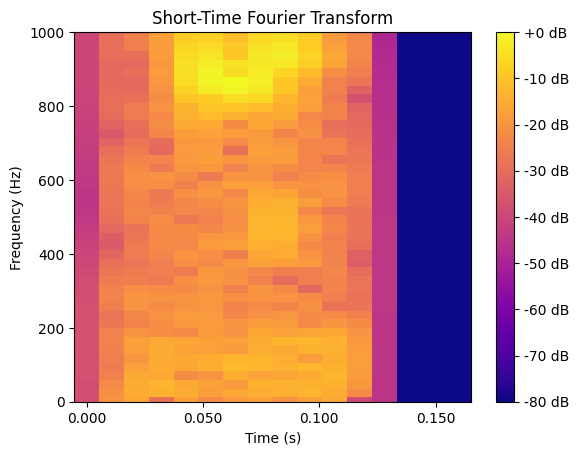 Short-Time Fourier Transform
1000
800
600
400
200
0
Frequency (Hz)
0.000
0.050
0.100
0.150
Time (s)
+0 dB
-10 dB
-20 dB
-30 dB
-40 dB
-50 dB
-60 dB
-70 dB
-80 dB